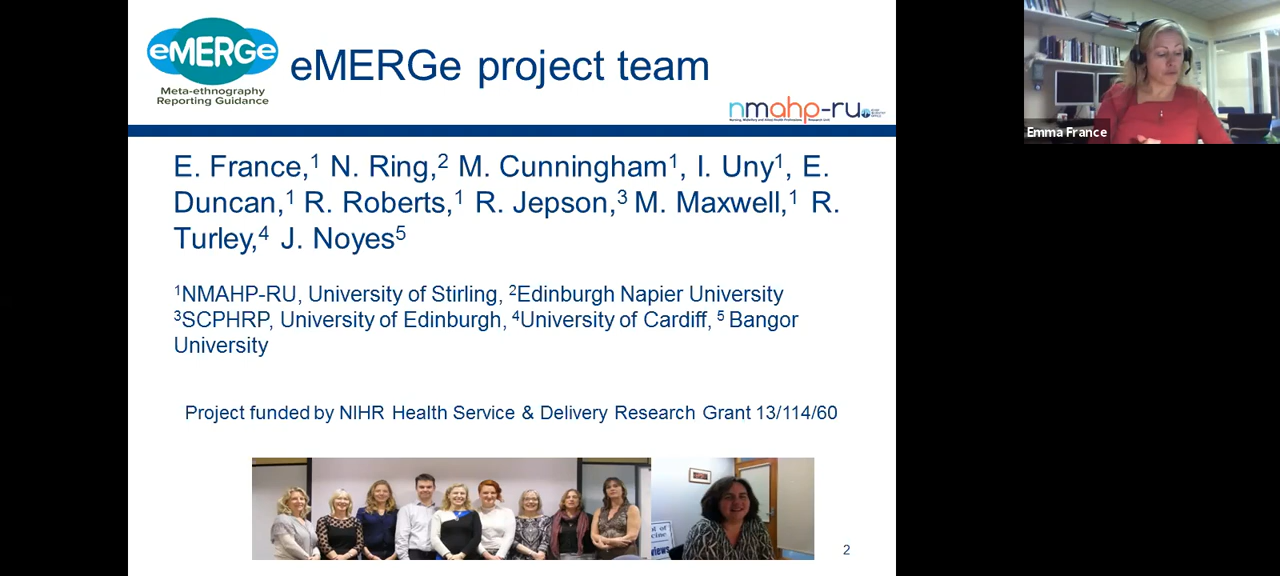 eMERGe
Meta-ethnography
Reporting Guidance
eMERGe project team
nmahp-ru
Emma France
E. France,¹ N. Ring,² M. Cunningham¹, I. Uny¹, E.
Duncan,¹ R. Roberts,¹ R. Jepson,³ M. Maxwell,¹ R.
Turley,⁴ J. Noyes⁵
¹NMAHP-RU, University of Stirling, ²Edinburgh Napier University
³SCPHRP, University of Edinburgh, ⁴University of Cardiff, ⁵ Bangor
University
Project funded by NIHR Health Service & Delivery Research Grant 13/114/60
2